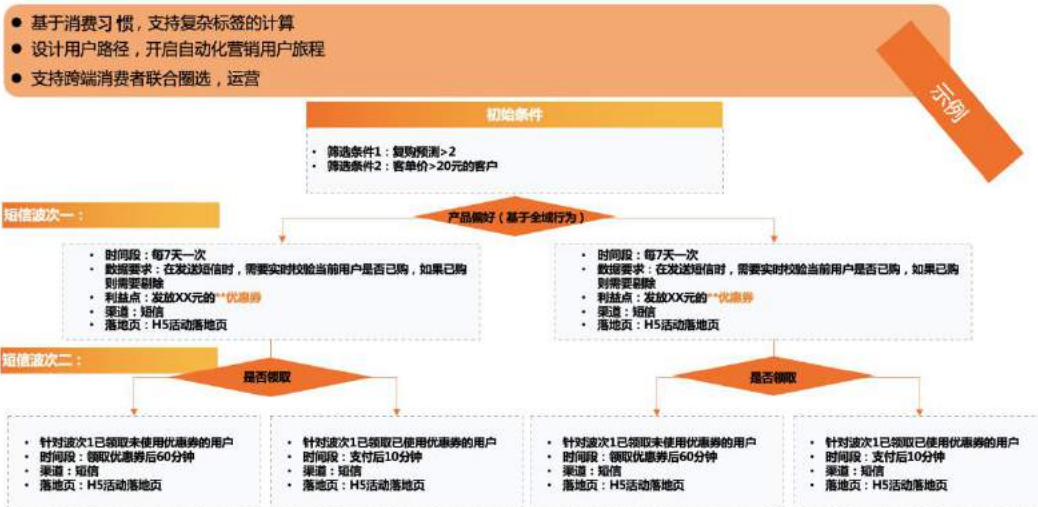 ● 基于消费习惯，支持复杂标签的计算
● 设计用户路径，开启自动化营销用户旅程
● 支持跨端消费者联合圈选，运营
示例
初始条件
• 筛选条件1：复购预测>2
• 筛选条件2：客单价>20元的客户
短信波次一：
产品偏好（基于全域行为）
• 时间段：每7天一次
• 数据要求：在发送短信时，需要实时校验当前用户是否已购，如果已购
则需要剔除
• 利益点：发放XX元的**优惠券
• 渠道：短信
• 落地页：H5活动落地页
• 时间段：每7天一次
• 数据要求：在发送短信时，需要实时校验当前用户是否已购，如果已购
则需要剔除
• 利益点：发放XX元的**优惠券
• 渠道：短信
• 落地页：H5活动落地页
短信波次二：
是否领取
是否领取
• 针对波次1已领取未使用优惠券的用户
• 时间段：领取优惠券后60分钟
• 渠道：短信
• 落地页：H5活动落地页
• 针对波次1已领取已使用优惠券的用户
• 时间段：支付后10分钟
• 渠道：短信
• 落地页：H5活动落地页
• 针对波次1已领取未使用优惠券的用户
• 时间段：领取优惠券后60分钟
• 渠道：短信
• 落地页：H5活动落地页
• 针对波次1已领取已使用优惠券的用户
• 时间段：支付后10分钟
• 渠道：短信
• 落地页：H5活动落地页